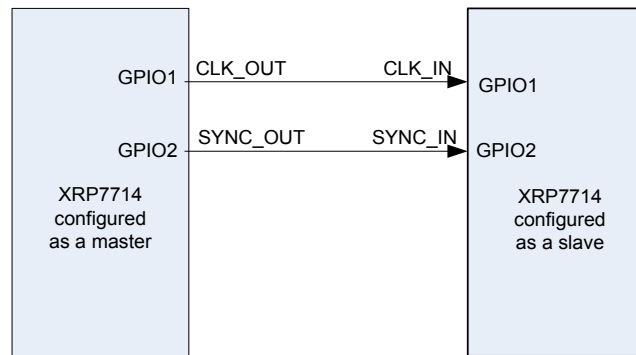 GPIO1 CLK_OUT CLK_IN GPIO1
GPIO2 SYNC_OUT SYNC_IN GPIO2
XRP7714
configured
as a master
XRP7714
configured
as a slave